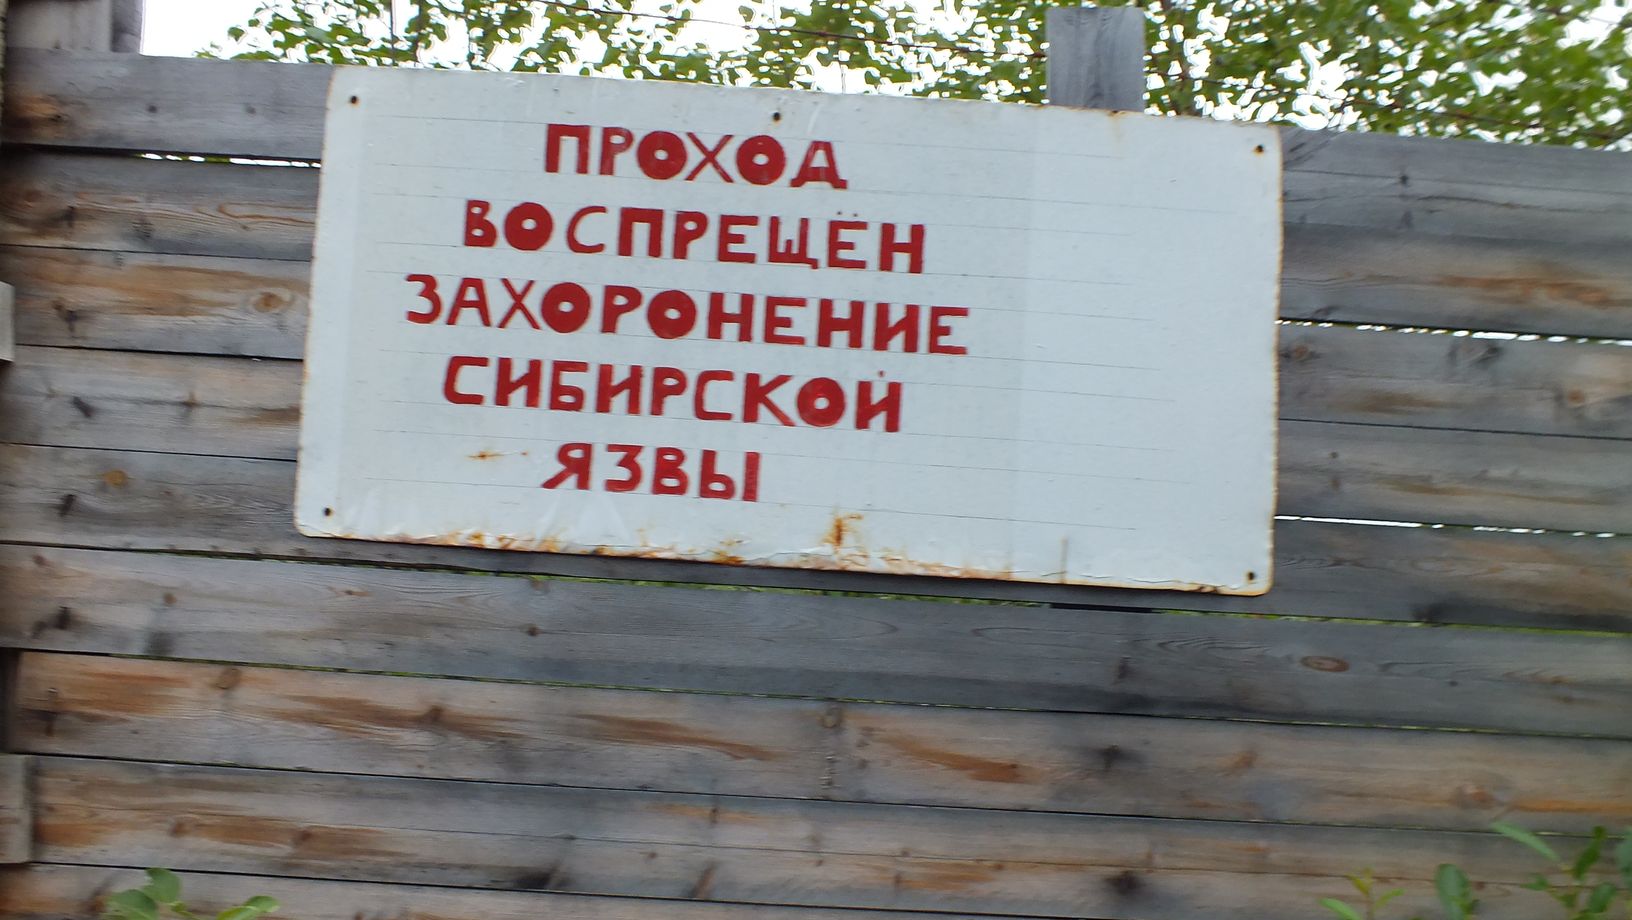 ПРОХОД
ВОСПРЕЩЁН
ЗАХОРОНЕНИЕ
СИБИРСКОЙ
ЯЗВЫ